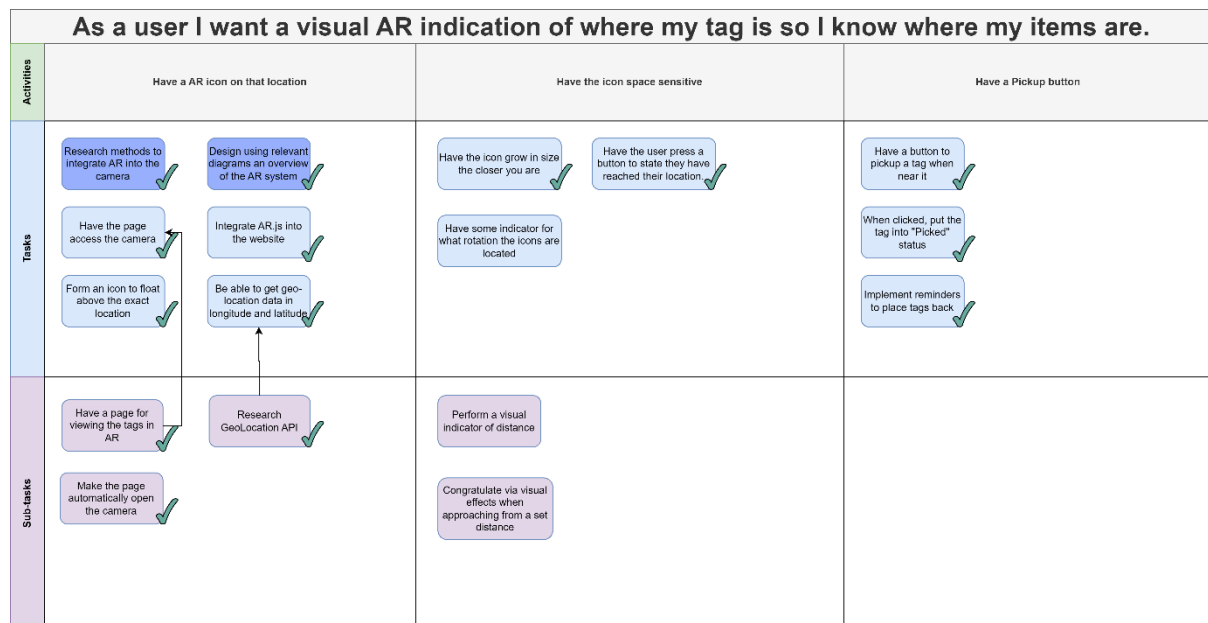 As a user I want a visual AR indication of where my tag is so I know where my items are.
Activities
Have a AR icon on that location
Have the icon space sensitive
Have a Pickup button
Tasks
Research methods to
integrate AR into the
camera
Design using relevant
diagrams an overview
of the AR system
Have the page
access the camera
Integrate AR.js into
the website
Form an icon to float
above the exact
location
Be able to get geo-
location data in
longitude and latitude
Have the icon grow in size
the closer you are
Have the user press a
button to state they have
reached their location.
Have some indicator for
what rotation the icons are
located
Have a button to
pickup a tag when
near it
When clicked, put the
tag into "Picked"
status
Implement reminders
to place tags back
Sub-tasks
Have a page for
viewing the tags in
AR
Research
GeoLocation API
Make the page
automatically open
the camera
Perform a visual
indicator of distance
Congratulate via visual
effects when
approaching from a set
distance